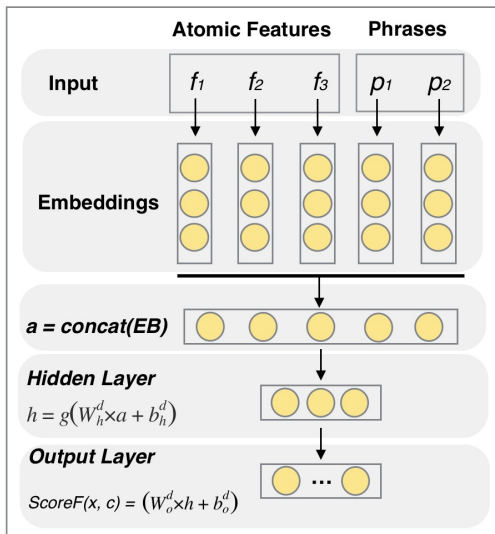 Atomic Features Phrases
Input f1 f2 f3 p1 p2
Embeddings
a = concat(EB)
Hidden Layer
h = g(W_h^d×a + b_h^d)
Output Layer
...
ScoreF(x, c) = (W_o^d×h + b_o^d)